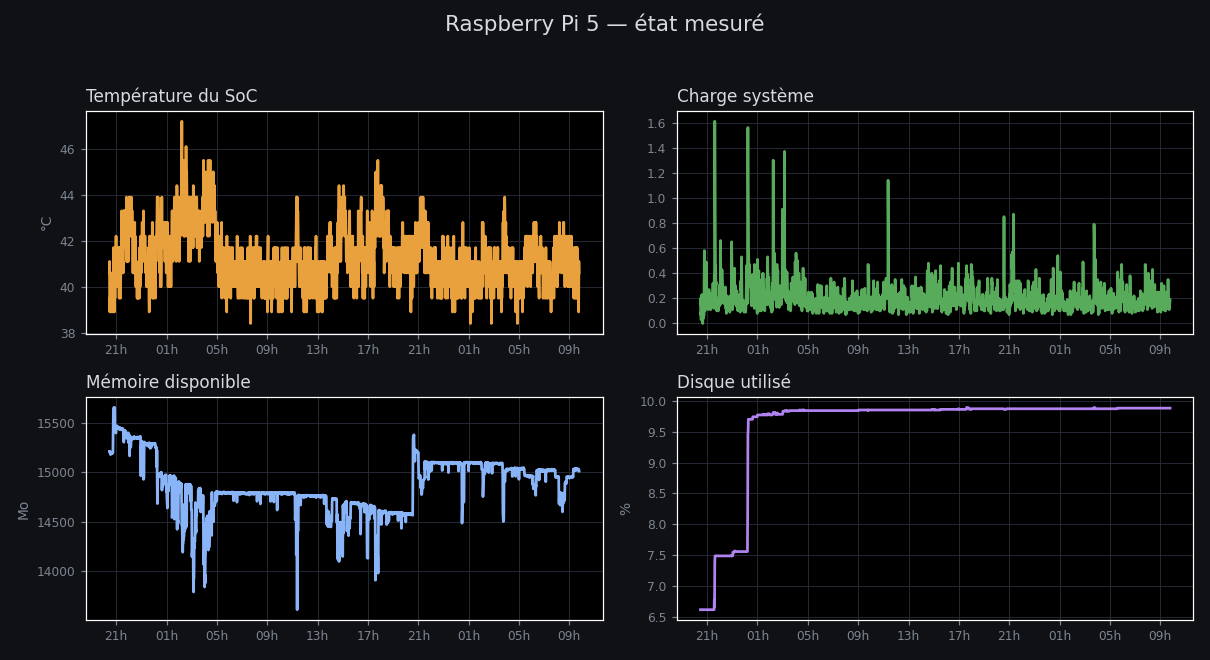 Raspberry Pi 5 — état mesuré
Température du SoC
°C
46
44
42
40
38
21h 01h 05h 09h 13h 17h 21h 01h 05h 09h
Charge système
1.6
1.4
1.2
1.0
0.8
0.6
0.4
0.2
0.0
21h 01h 05h 09h 13h 17h 21h 01h 05h 09h
Mémoire disponible
Mo
15500
15000
14500
14000
21h 01h 05h 09h 13h 17h 21h 01h 05h 09h
Disque utilisé
%
10.0
9.5
9.0
8.5
8.0
7.5
7.0
6.5
21h 01h 05h 09h 13h 17h 21h 01h 05h 09h